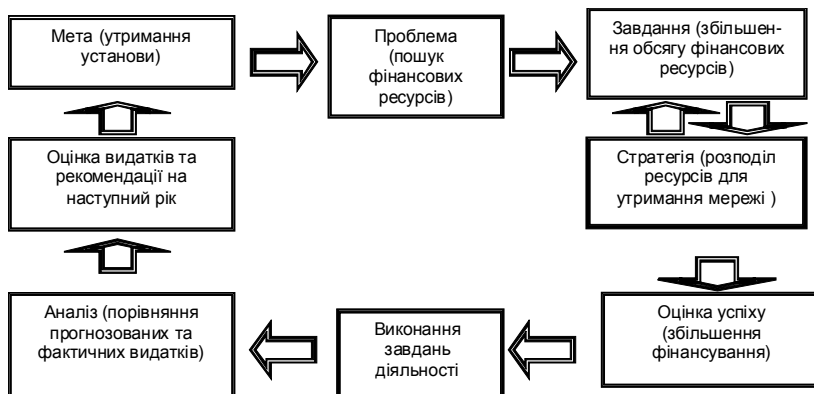 Мета (утримання
установи)
Проблема
(пошук
фінансових
ресурсів)
Завдання (збільшен-
ня обсягу фінансових
ресурсів)
Оцінка видатків та
рекомендації на
наступний рік
Стратегія (розподіл
ресурсів для
утримання мережі )
Аналіз (порівняння
прогнозованих та
фактичних видатків)
Виконання
завдань
діяльності
Оцінка успіху
(збільшення
фінансування)